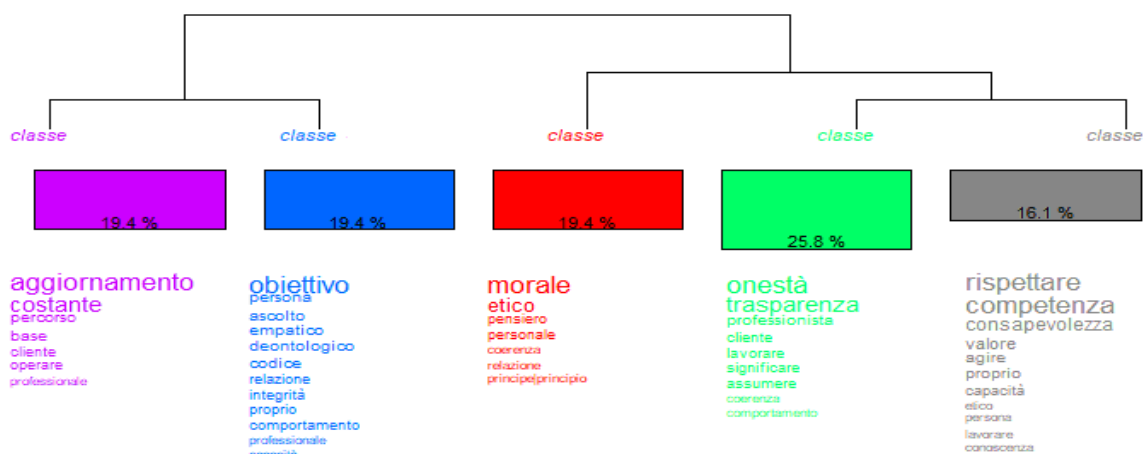 classe
classe
classe
classe
classe
19.4 %
19.4 %
19.4 %
25.8 %
16.1 %
aggiornamento
costante
percorso
base
cliente
operare
professionale
obiettivo
persona
ascolto
empatico
deontologico
codice
relazione
integrità
proprio
comportamento
professionale
morale
etico
pensiero
personale
coerenza
relazione
principe|principio
onestà
trasparenza
professionista
cliente
lavorare
significare
assumere
coerenza
comportamento
rispettare
competenza
consapevolezza
valore
agire
proprio
capacità
etico
persona
lavorare
conoscenza